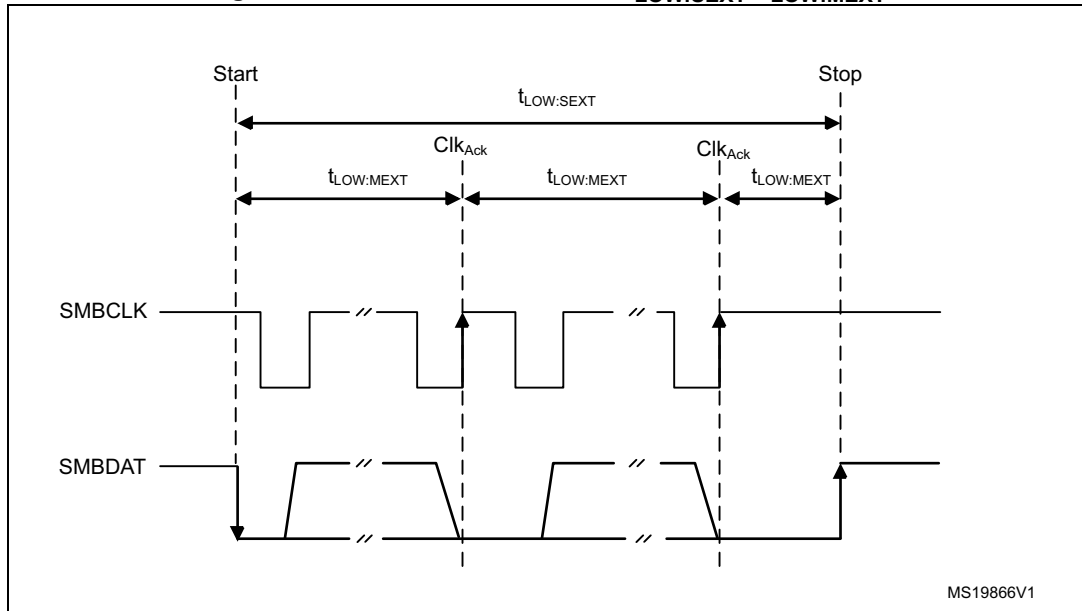 Start Stop
tLOW:SEXT
ClkAck ClkAck
tLOW:MEXT tLOW:MEXT tLOW:MEXT
SMBCLK
SMBDAT
MS19866V1